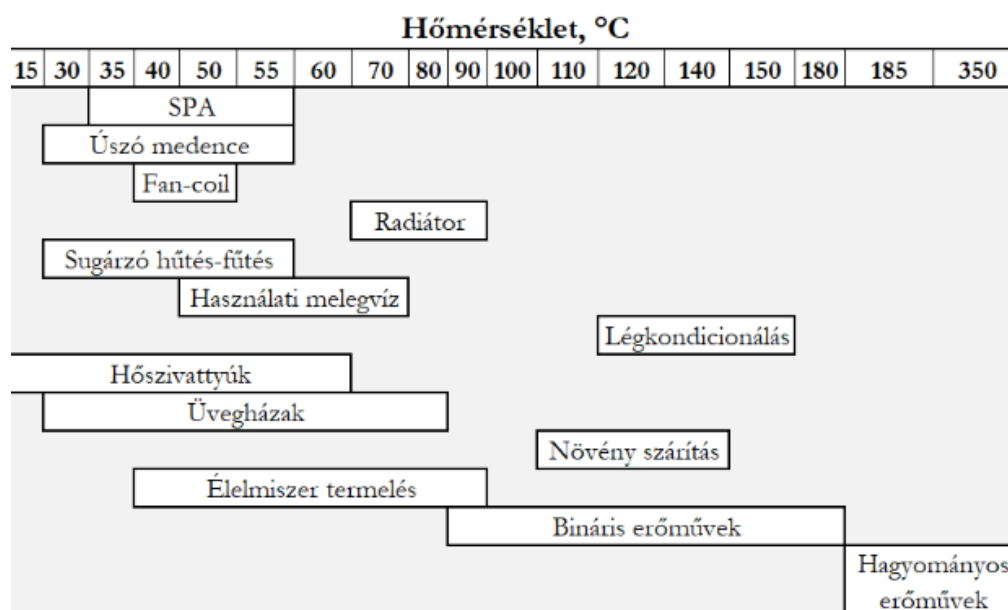 Hőmérséklet, °C
15 30 35 40 50 55 60 70 80 90 100 110 120 140 150 180 185 350
SPA
Úszó medence
Fan-coil
Radiátor
Sugárzó hűtés-fűtés
Használati melegvíz
Légkondicionálás
Hőszivattyúk
Üvegházak
Növény szárítás
Élelmiszer termelés
Bináris erőművek
Hagyományos
erőművek